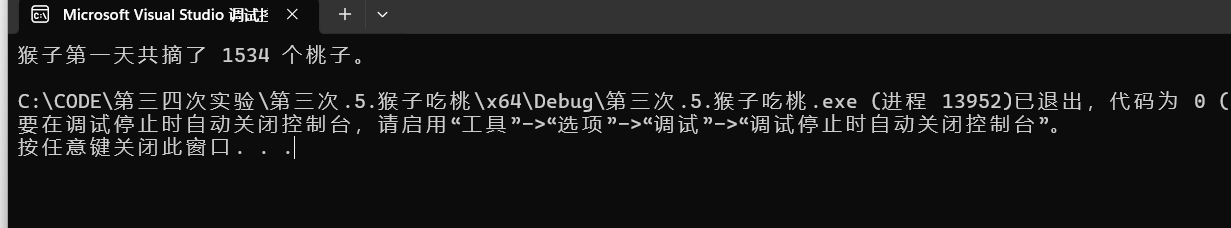 Microsoft Visual Studio 调试控
猴子第一天共摘了 1534 个桃子。
C:\CODE\第三四次实验\第三次.5.猴子吃桃\x64\Debug\第三次.5.猴子吃桃.exe (进程 13952)已退出，代码为 0 (
要在调试停止时自动关闭控制台，请启用“工具”->“选项”->“调试”->“调试停止时自动关闭控制台”。
按任意键关闭此窗口. . .